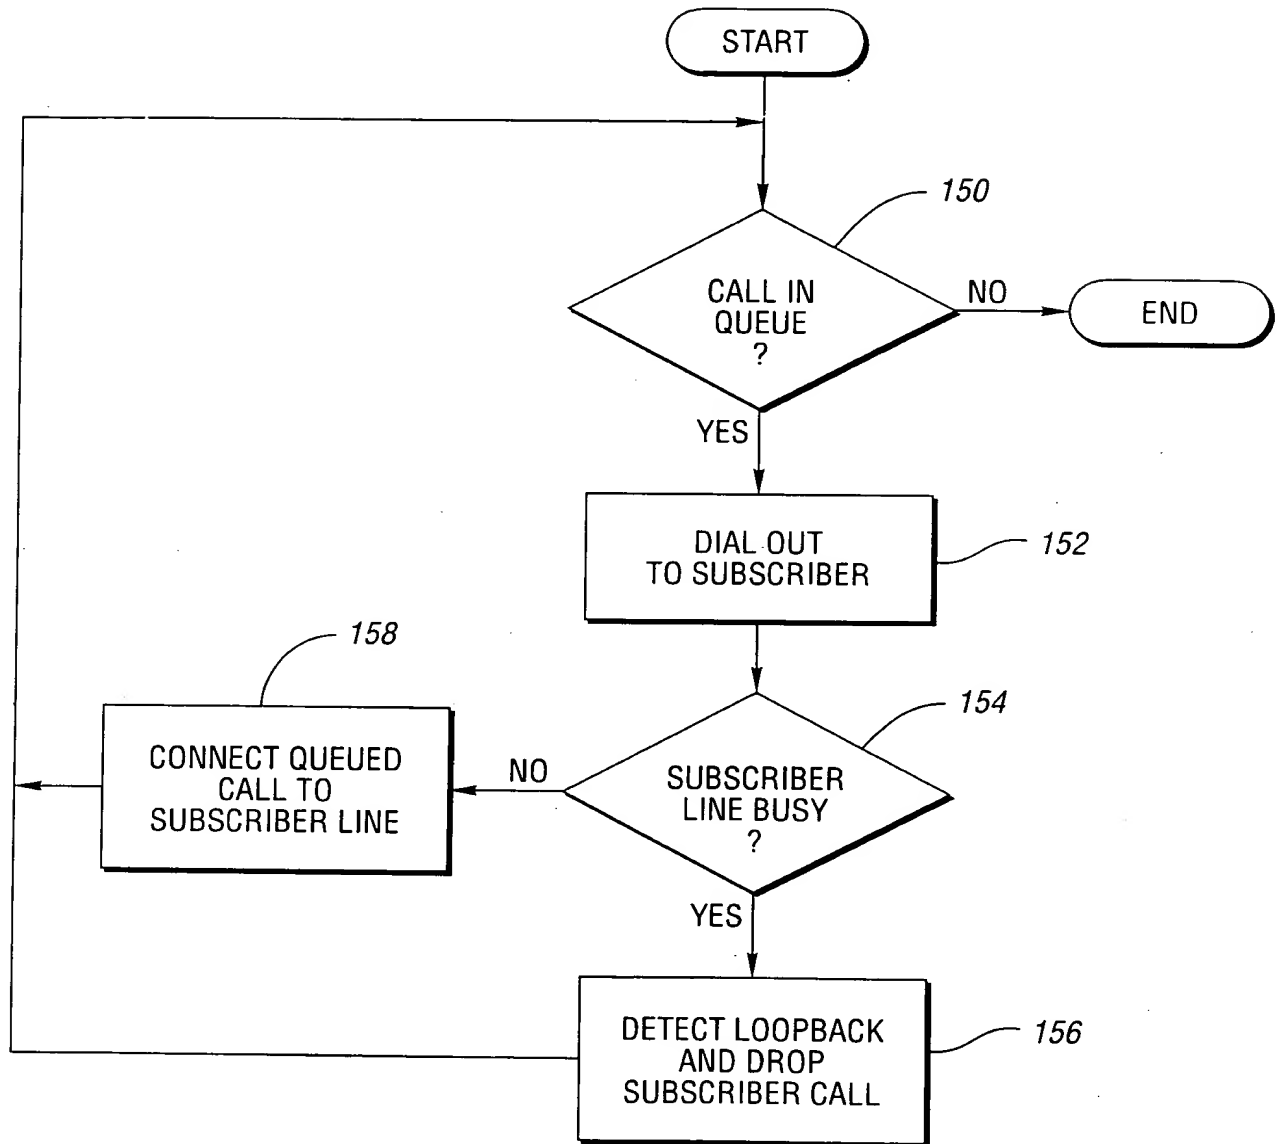 START
150
CALL IN
QUEUE
?
NO
END
YES
DIAL OUT
TO SUBSCRIBER
152
158
154
CONNECT QUEUED
CALL TO
SUBSCRIBER LINE
NO
SUBSCRIBER
LINE BUSY
?
YES
DETECT LOOPBACK
AND DROP
SUBSCRIBER CALL
156